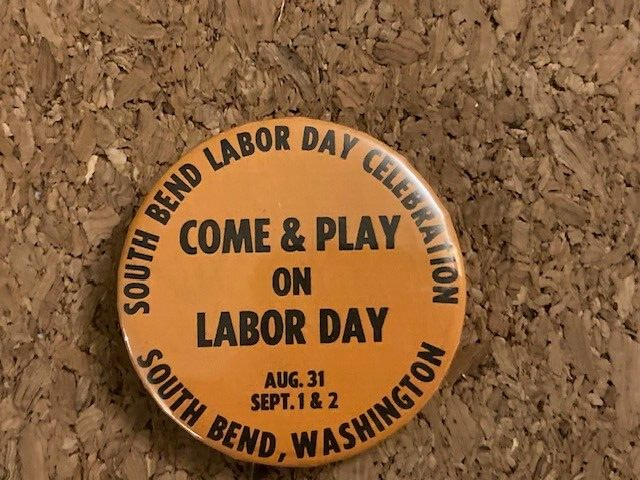 SOUTH BEND LABOR DAY CELEBRATION
COME & PLAY
ON
LABOR DAY
AUG. 31
SEPT. 1 & 2
SOUTH BEND, WASHINGTON